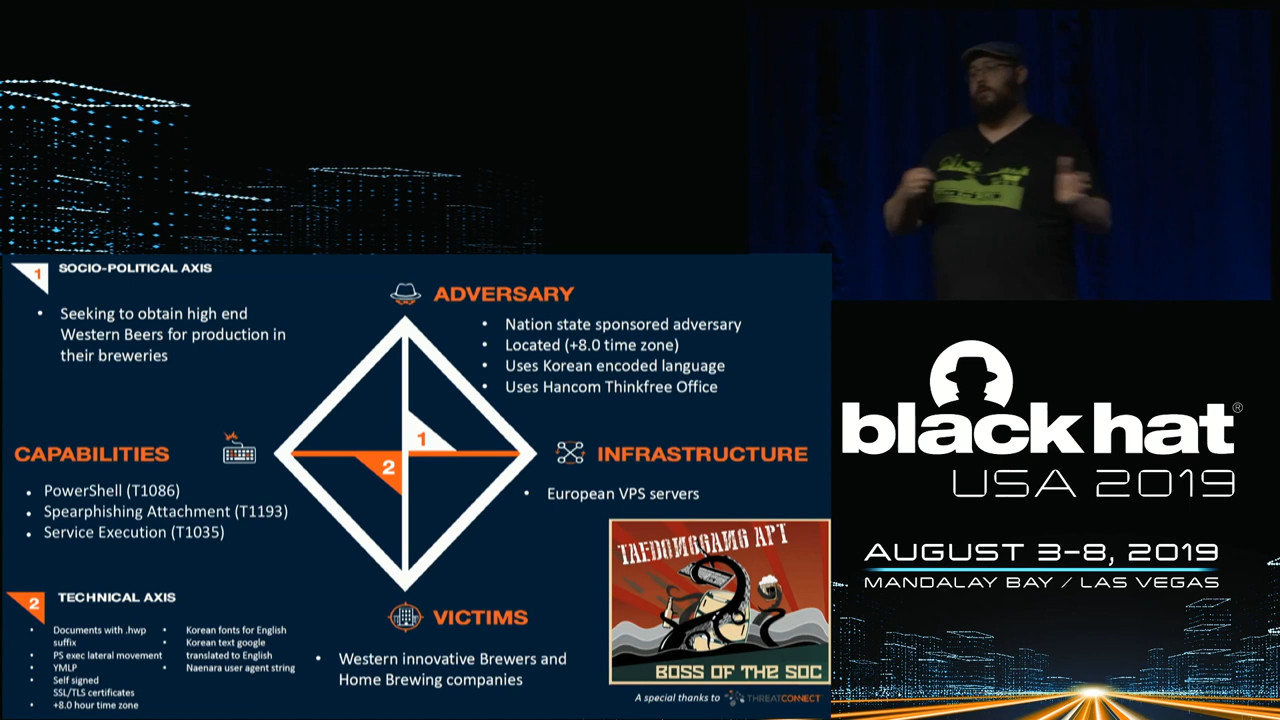 1
SOCIO-POLITICAL AXIS
• Seeking to obtain high end
Western Beers for production in
their breweries
ADVERSARY
• Nation state sponsored adversary
• Located (+8.0 time zone)
• Uses Korean encoded language
• Uses Hancom Thinkfree Office
CAPABILITIES
• PowerShell (T1086)
• Spearphishing Attachment (T1193)
• Service Execution (T1035)
1
2
INFRASTRUCTURE
• European VPS servers
2
TECHNICAL AXIS
• Documents with .hwp
suffix
• PS exec lateral movement
• YMLP
• Self signed
SSL/TLS certificates
• +8.0 hour time zone
• Korean fonts for English
• Korean text google
translated to English
• Naenara user agent string
VICTIMS
• Western innovative Brewers and
Home Brewing companies
TAEDONGGANG APT
BOSS OF THE SOC
A special thanks to THREATCONNECT
black hat®
USA 2019
AUGUST 3-8, 2019
MANDALAY BAY / LAS VEGAS